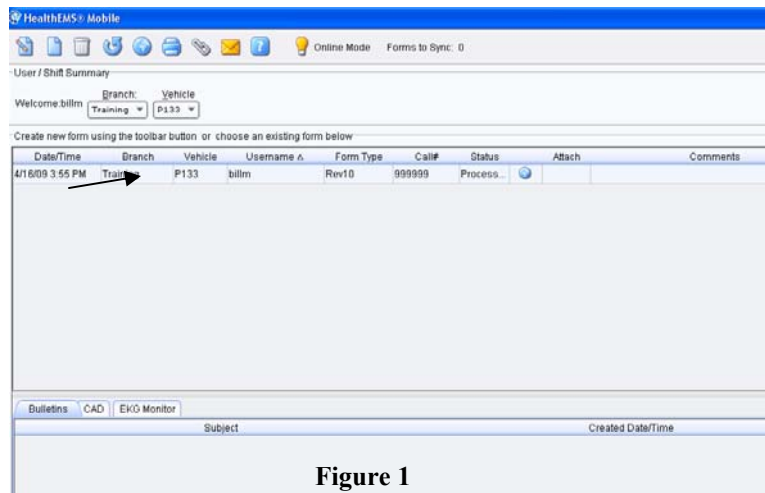 HealthEMS® Mobile
Online Mode Forms to Sync: 0
User / Shift Summary
Branch: Vehicle
Welcome:billm Training P133
Create new form using the toolbar button or choose an existing form below
Date/Time Branch Vehicle Username Form Type Call# Status Attach Comments
4/16/09 3:55 PM Training P133 billm Rev10 999999 Process...
Bulletins CAD EKG Monitor
Subject Created Date/Time
Figure 1